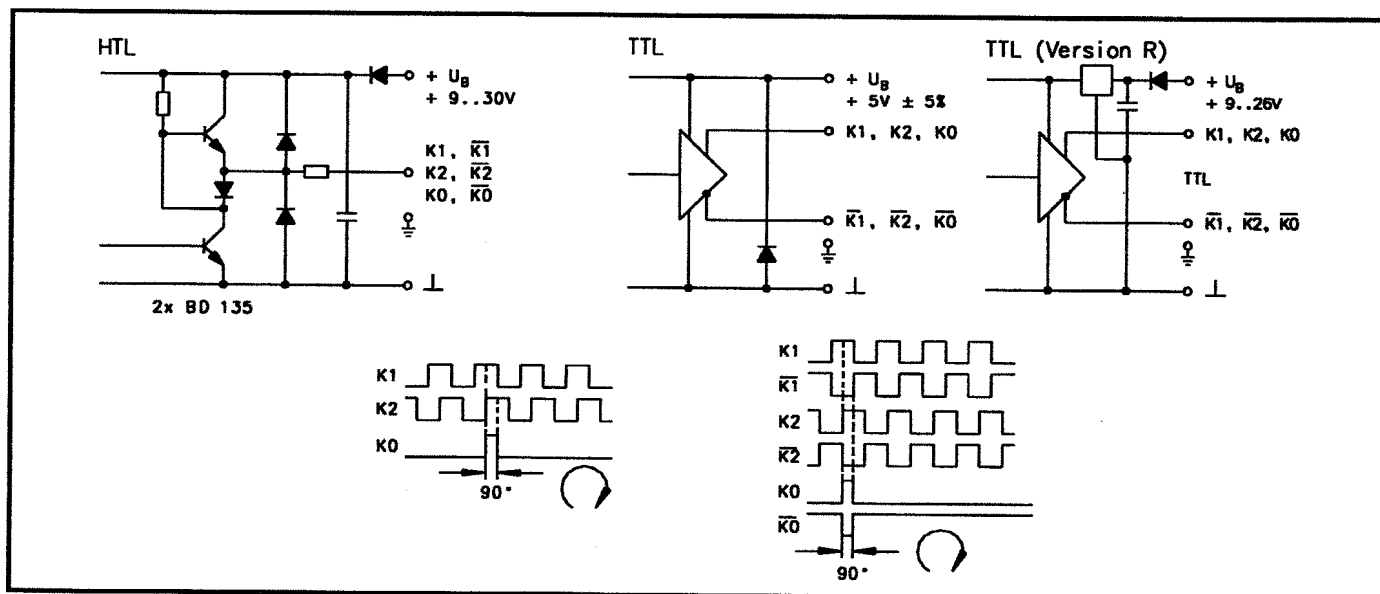 HTL
+ U_B
+ 9..30V
K1, K̅1̅
K2, K̅2̅
K0, K̅0̅
⊥
2x BD 135
TTL
+ U_B
+ 5V ± 5%
K1, K2, K0
K̅1̅, K̅2̅, K̅0̅
⊥
TTL (Version R)
+ U_B
+ 9..26V
K1, K2, K0
TTL
K̅1̅, K̅2̅, K̅0̅
⊥
K1
K2
K0
90°
K1
K̅1̅
K2
K̅2̅
K0
K̅0̅
90°